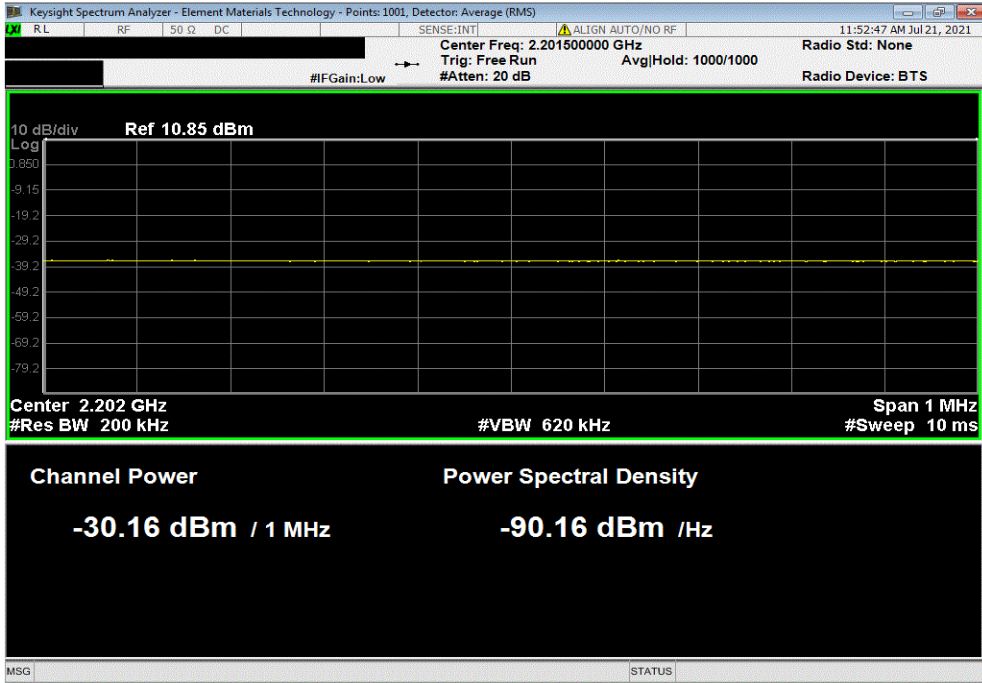 Keysight Spectrum Analyzer - Element Materials Technology - Points: 1001, Detector: Average (RMS)
LXI RL RF 50 Ω DC SENSE:INT ALIGN AUTO/NO RF 11:52:47 AM Jul 21, 2021
Center Freq: 2.201500000 GHz Radio Std: None
Trig: Free Run Avg|Hold: 1000/1000
#IFGain:Low #Atten: 20 dB Radio Device: BTS
10 dB/div Ref 10.85 dBm
Log
0.850
-9.15
-19.2
-29.2
-39.2
-49.2
-59.2
-69.2
-79.2
Center 2.202 GHz Span 1 MHz
#Res BW 200 kHz #VBW 620 kHz #Sweep 10 ms
Channel Power Power Spectral Density
-30.16 dBm / 1 MHz -90.16 dBm /Hz
MSG STATUS